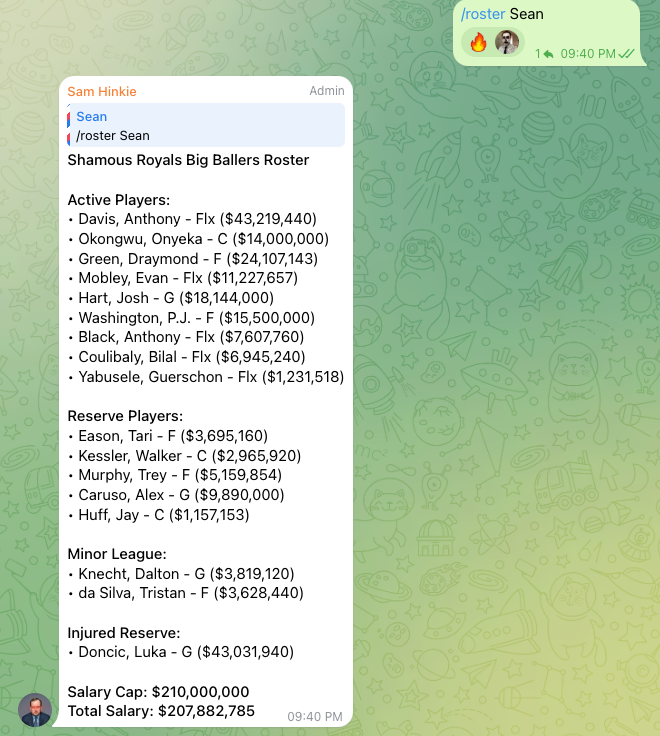 /roster Sean
1 09:40 PM
Sam Hinkie Admin
Sean
/roster Sean
Shamous Royals Big Ballers Roster
Active Players:
• Davis, Anthony - Flx ($43,219,440)
• Okongwu, Onyeka - C ($14,000,000)
• Green, Draymond - F ($24,107,143)
• Mobley, Evan - Flx ($11,227,657)
• Hart, Josh - G ($18,144,000)
• Washington, P.J. - F ($15,500,000)
• Black, Anthony - Flx ($7,607,760)
• Coulibaly, Bilal - Flx ($6,945,240)
• Yabusele, Guerschon - Flx ($1,231,518)
Reserve Players:
• Eason, Tari - F ($3,695,160)
• Kessler, Walker - C ($2,965,920)
• Murphy, Trey - F ($5,159,854)
• Caruso, Alex - G ($9,890,000)
• Huff, Jay - C ($1,157,153)
Minor League:
• Knecht, Dalton - G ($3,819,120)
• da Silva, Tristan - F ($3,628,440)
Injured Reserve:
• Doncic, Luka - G ($43,031,940)
Salary Cap: $210,000,000
Total Salary: $207,882,785
09:40 PM